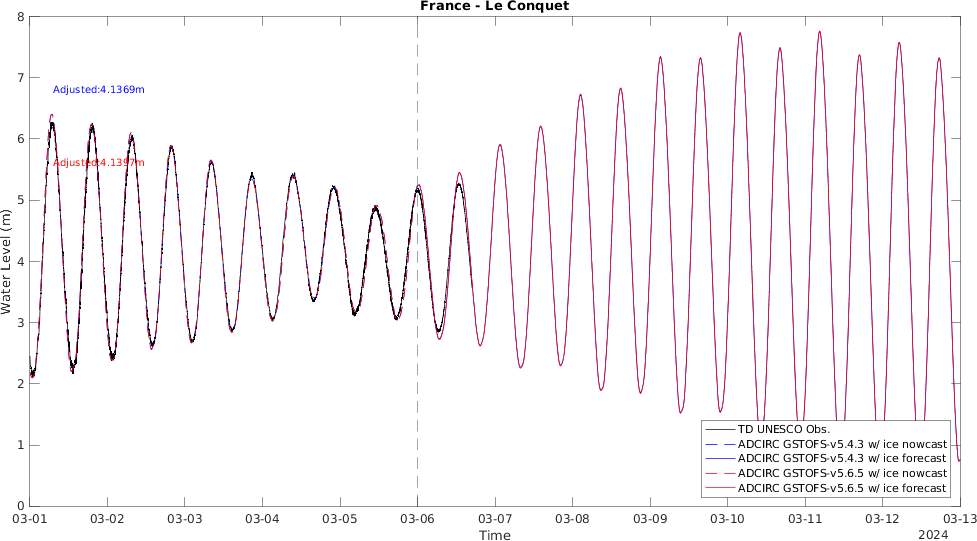 France - Le Conquet
8
7
6
5
4
3
2
1
0
Water Level (m)
Adjusted:4.1369m
Adjusted:4.1397m
TD UNESCO Obs.
ADCIRC GSTOFS-v5.4.3 w/ ice nowcast
ADCIRC GSTOFS-v5.4.3 w/ ice forecast
ADCIRC GSTOFS-v5.6.5 w/ ice nowcast
ADCIRC GSTOFS-v5.6.5 w/ ice forecast
03-01 03-02 03-03 03-04 03-05 03-06 03-07 03-08 03-09 03-10 03-11 03-12 03-13
Time
2024